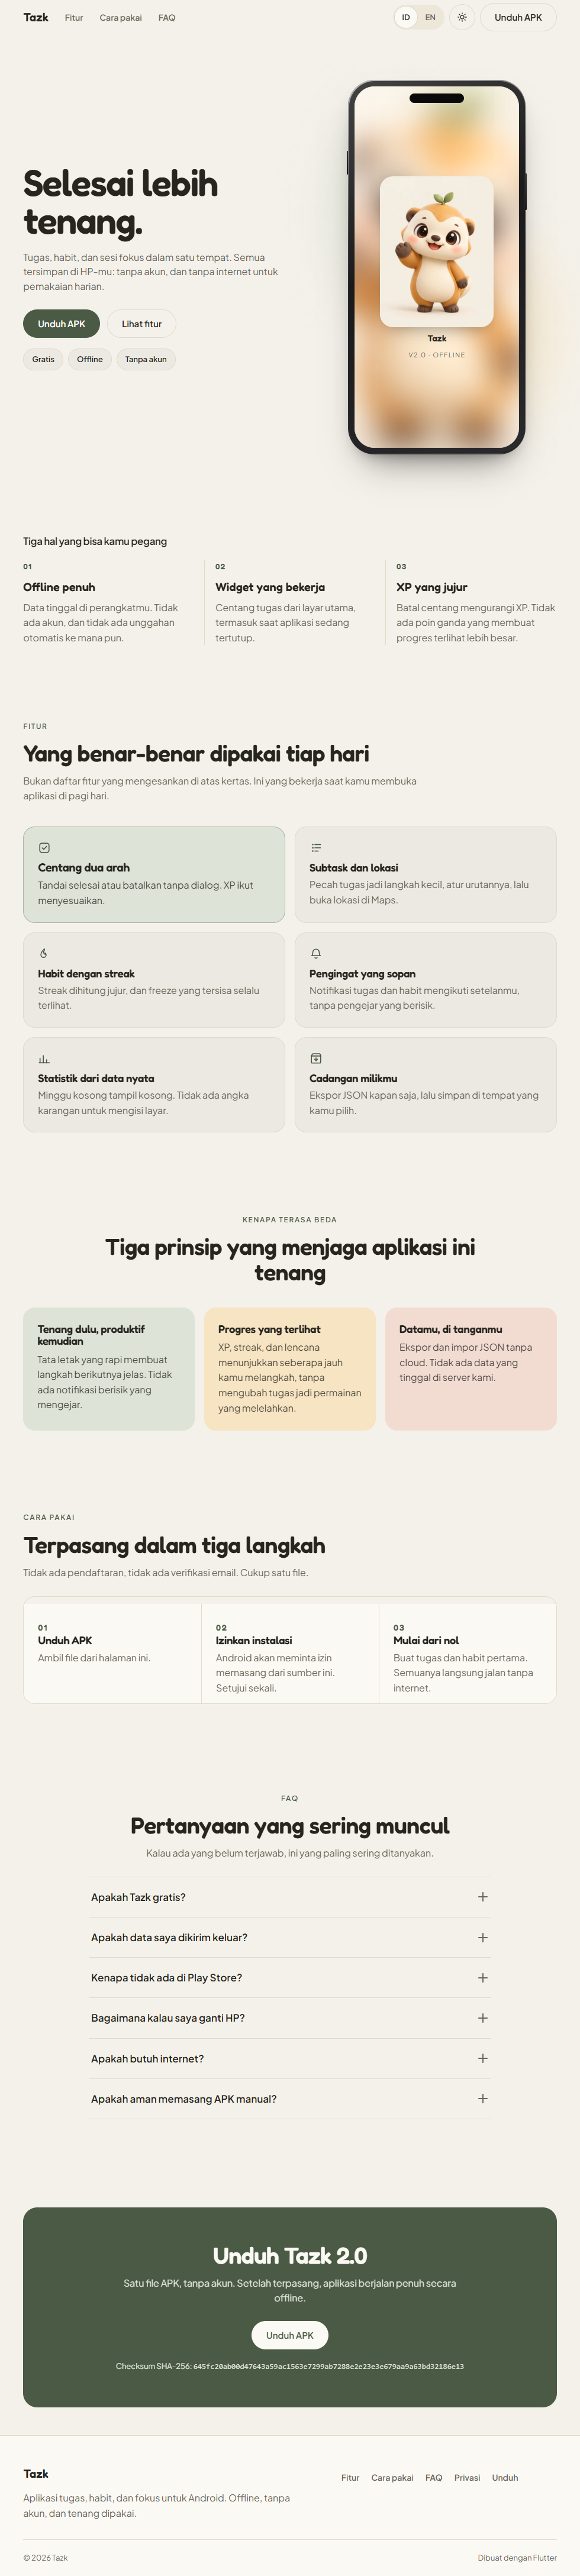 Tazk
Fitur
Cara pakai
FAQ
ID
EN
Unduh APK
Selesai lebih
tenang.
Tugas, habit, dan sesi fokus dalam satu tempat. Semua
tersimpan di HP-mu: tanpa akun, dan tanpa internet untuk
pemakaian harian.
Unduh APK
Lihat fitur
Gratis
Offline
Tanpa akun
Tazk
V2.0 · OFFLINE
Tiga hal yang bisa kamu pegang
01
Offline penuh
Data tinggal di perangkatmu. Tidak
ada akun, dan tidak ada unggahan
otomatis ke mana pun.
02
Widget yang bekerja
Centang tugas dari layar utama,
termasuk saat aplikasi sedang
tertutup.
03
XP yang jujur
Batal centang mengurangi XP. Tidak
ada poin ganda yang membuat
progres terlihat lebih besar.
FITUR
Yang benar-benar dipakai tiap hari
Bukan daftar fitur yang mengesankan di atas kertas. Ini yang bekerja saat kamu membuka
aplikasi di pagi hari.
Centang dua arah
Tandai selesai atau batalkan tanpa dialog. XP ikut
menyesuaikan.
Subtask dan lokasi
Pecah tugas jadi langkah kecil, atur urutannya, lalu
buka lokasi di Maps.
Habit dengan streak
Streak dihitung jujur, dan freeze yang tersisa selalu
terlihat.
Pengingat yang sopan
Notifikasi tugas dan habit mengikuti setelanmu,
tanpa pengejar yang berisik.
Statistik dari data nyata
Minggu kosong tampil kosong. Tidak ada angka
karangan untuk mengisi layar.
Cadangan milikmu
Ekspor JSON kapan saja, lalu simpan di tempat yang
kamu pilih.
KENAPA TERASA BEDA
Tiga prinsip yang menjaga aplikasi ini
tenang
Tenang dulu, produktif
kemudian
Tata letak yang rapi membuat
langkah berikutnya jelas. Tidak
ada notifikasi berisik yang
mengejar.
Progres yang terlihat
XP, streak, dan lencana
menunjukkan seberapa jauh
kamu melangkah, tanpa
mengubah tugas jadi permainan
yang melelahkan.
Datamu, di tanganmu
Ekspor dan impor JSON tanpa
cloud. Tidak ada data yang
tinggal di server kami.
CARA PAKAI
Terpasang dalam tiga langkah
Tidak ada pendaftaran, tidak ada verifikasi email. Cukup satu file.
01
Unduh APK
Ambil file dari halaman ini.
02
Izinkan instalasi
Android akan meminta izin
memasang dari sumber ini.
Setujui sekali.
03
Mulai dari nol
Buat tugas dan habit pertama.
Semuanya langsung jalan tanpa
internet.
FAQ
Pertanyaan yang sering muncul
Kalau ada yang belum terjawab, ini yang paling sering ditanyakan.
Apakah Tazk gratis?
Apakah data saya dikirim keluar?
Kenapa tidak ada di Play Store?
Bagaimana kalau saya ganti HP?
Apakah butuh internet?
Apakah aman memasang APK manual?
Unduh Tazk 2.0
Satu file APK, tanpa akun. Setelah terpasang, aplikasi berjalan penuh secara
offline.
Unduh APK
Checksum SHA-256: 645fc20ab00d47643a59ac1563e7299ab7288e2e23e3e679aa9a63bd32186e13
Tazk
Aplikasi tugas, habit, dan fokus untuk Android. Offline, tanpa
akun, dan tenang dipakai.
Fitur
Cara pakai
FAQ
Privasi
Unduh
© 2026 Tazk
Dibuat dengan Flutter